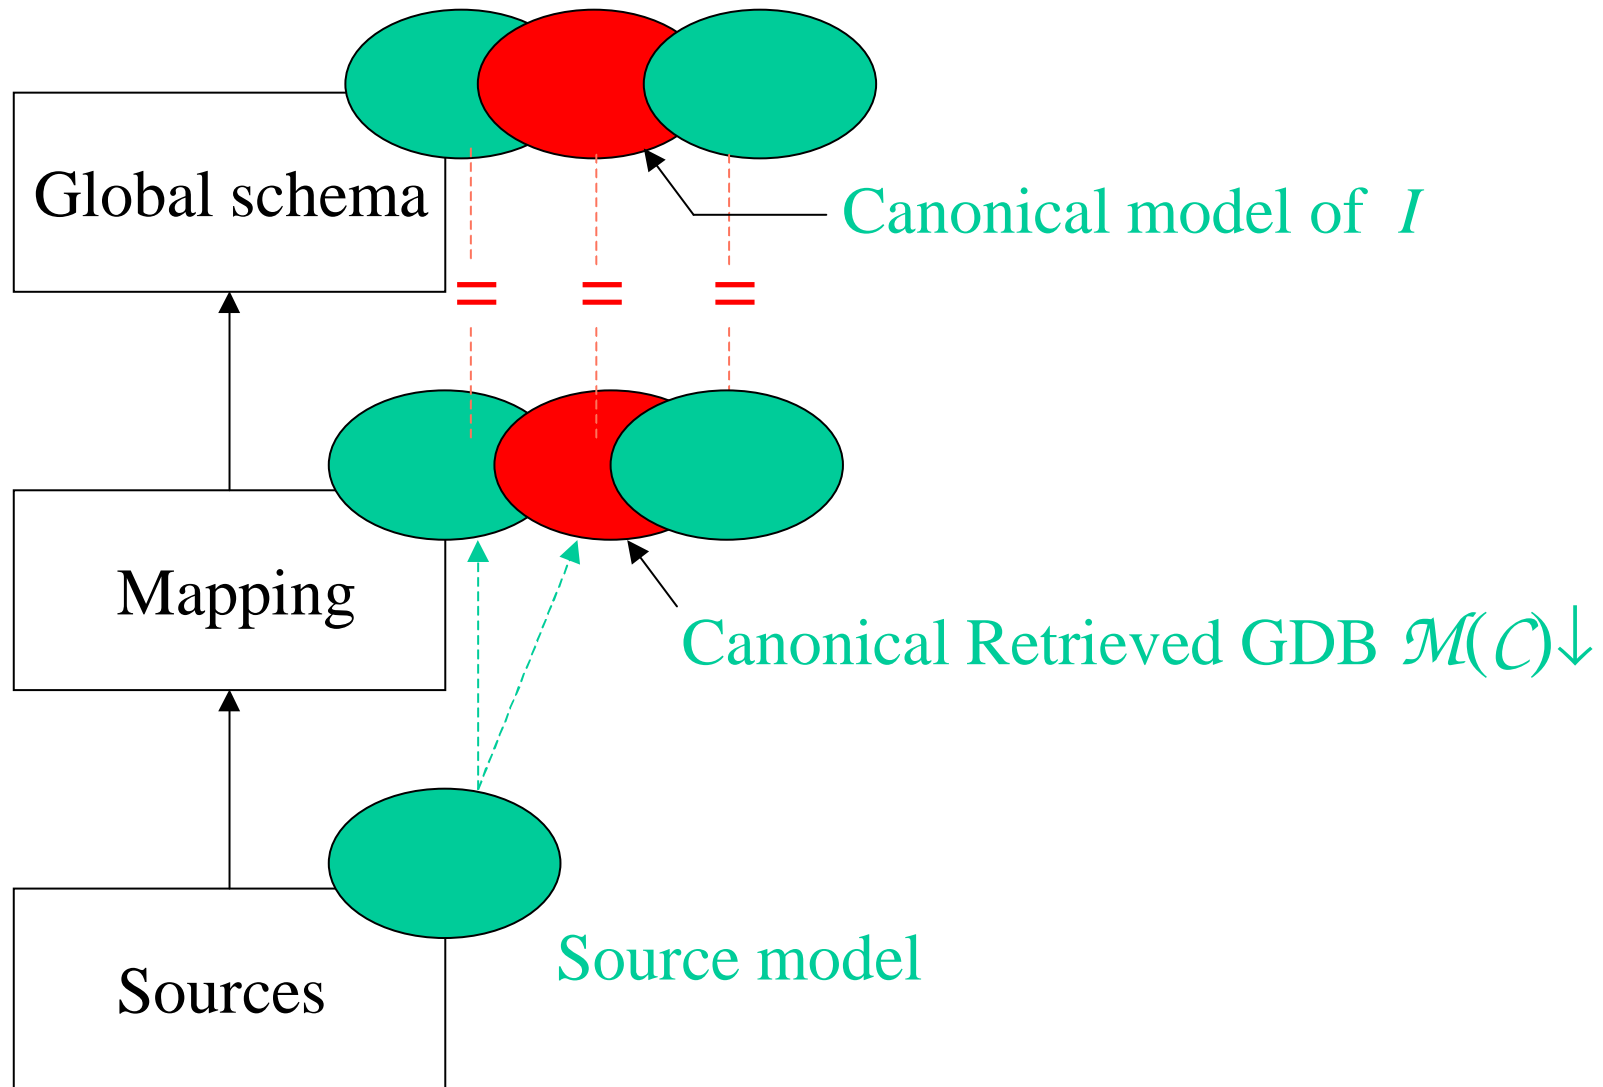 Global schema
Canonical model of I
= = =
Mapping
Canonical Retrieved GDB ℳ(𝒞)↓
Source model
Sources